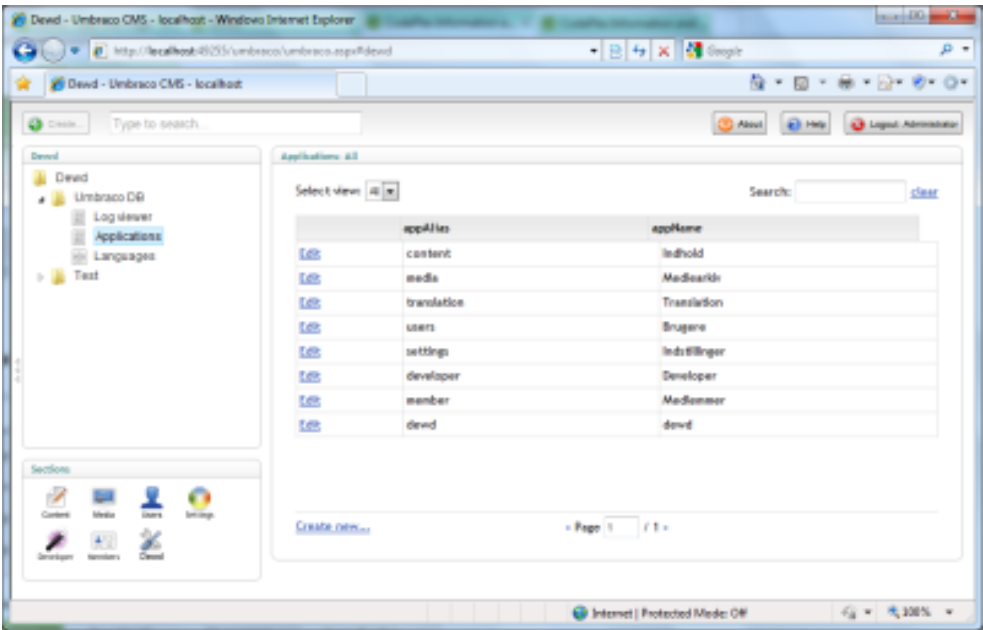 Dewd - Umbraco CMS - localhost - Windows Internet Explorer
http://localhost:49255/umbraco/umbraco.aspx#dewd
Google
Dewd - Umbraco CMS - localhost
Create...
Type to search...
About
Help
Logout: Administrator
Dewd
Dewd
Umbraco DB
Log viewer
Applications
Languages
Test
Sections
Content
Media
Users
Settings
Developer
Members
Dewd
Applications: All
Select view: All
Search:
clear
appAlias appName
Edit content Indhold
Edit media Mediearkiv
Edit translation Translation
Edit users Brugere
Edit settings Indstillinger
Edit developer Developer
Edit member Medlemmer
Edit dewd dewd
Create new...
« Page 1 / 1 »
Internet | Protected Mode: Off
100%